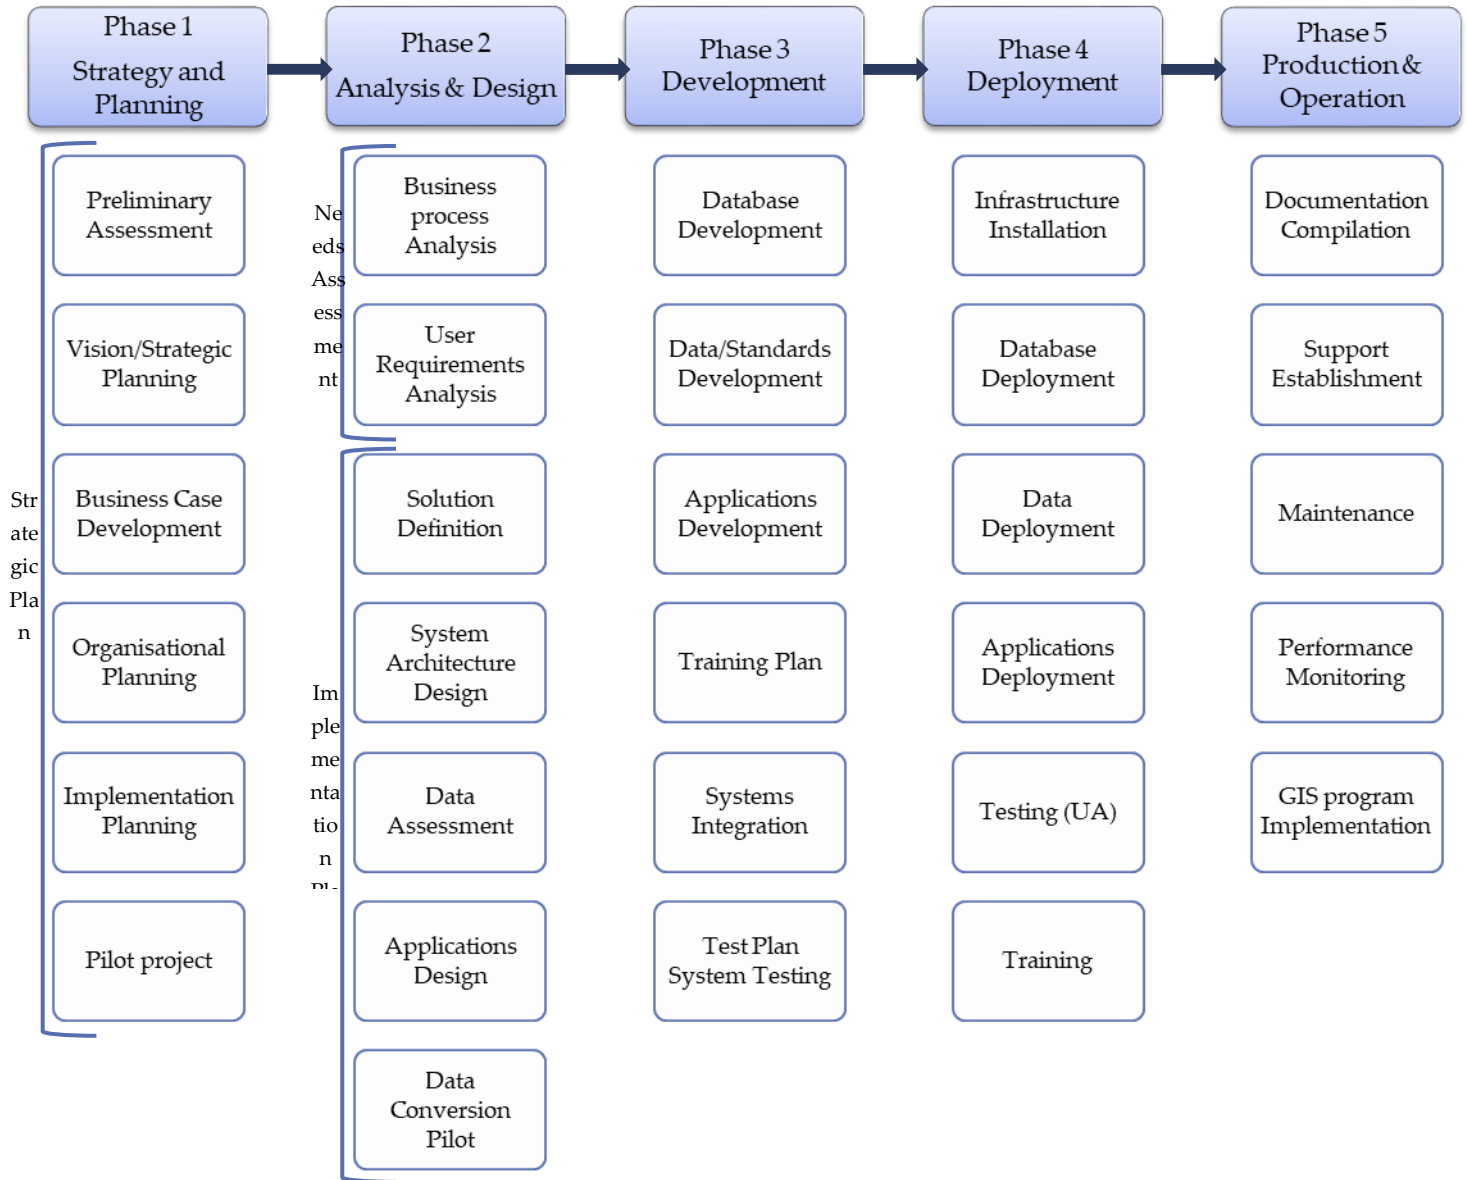 Phase 1
Strategy and
Planning
Phase 2
Analysis & Design
Phase 3
Development
Phase 4
Deployment
Phase 5
Production &
Operation
Str
ate
gic
Pla
n
Preliminary
Assessment
Vision/Strategic
Planning
Business Case
Development
Organisational
Planning
Implementation
Planning
Pilot project
Ne
eds
Ass
ess
me
nt
Business
process
Analysis
User
Requirements
Analysis
Im
ple
me
nta
tio
n
Solution
Definition
System
Architecture
Design
Data
Assessment
Applications
Design
Data
Conversion
Pilot
Database
Development
Data/Standards
Development
Applications
Development
Training Plan
Systems
Integration
Test Plan
System Testing
Infrastructure
Installation
Database
Deployment
Data
Deployment
Applications
Deployment
Testing (UA)
Training
Documentation
Compilation
Support
Establishment
Maintenance
Performance
Monitoring
GIS program
Implementation